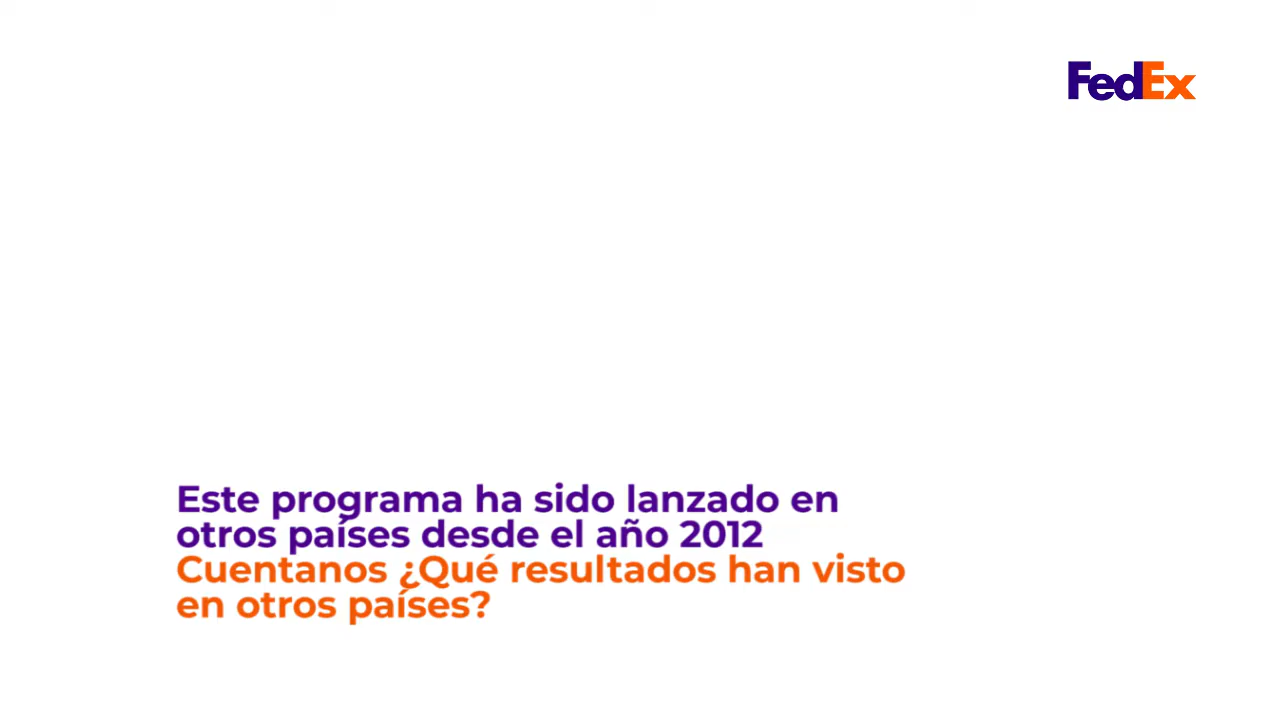 FedEx
Este programa ha sido lanzado en
otros países desde el año 2012
Cuentanos ¿Qué resultados han visto
en otros países?